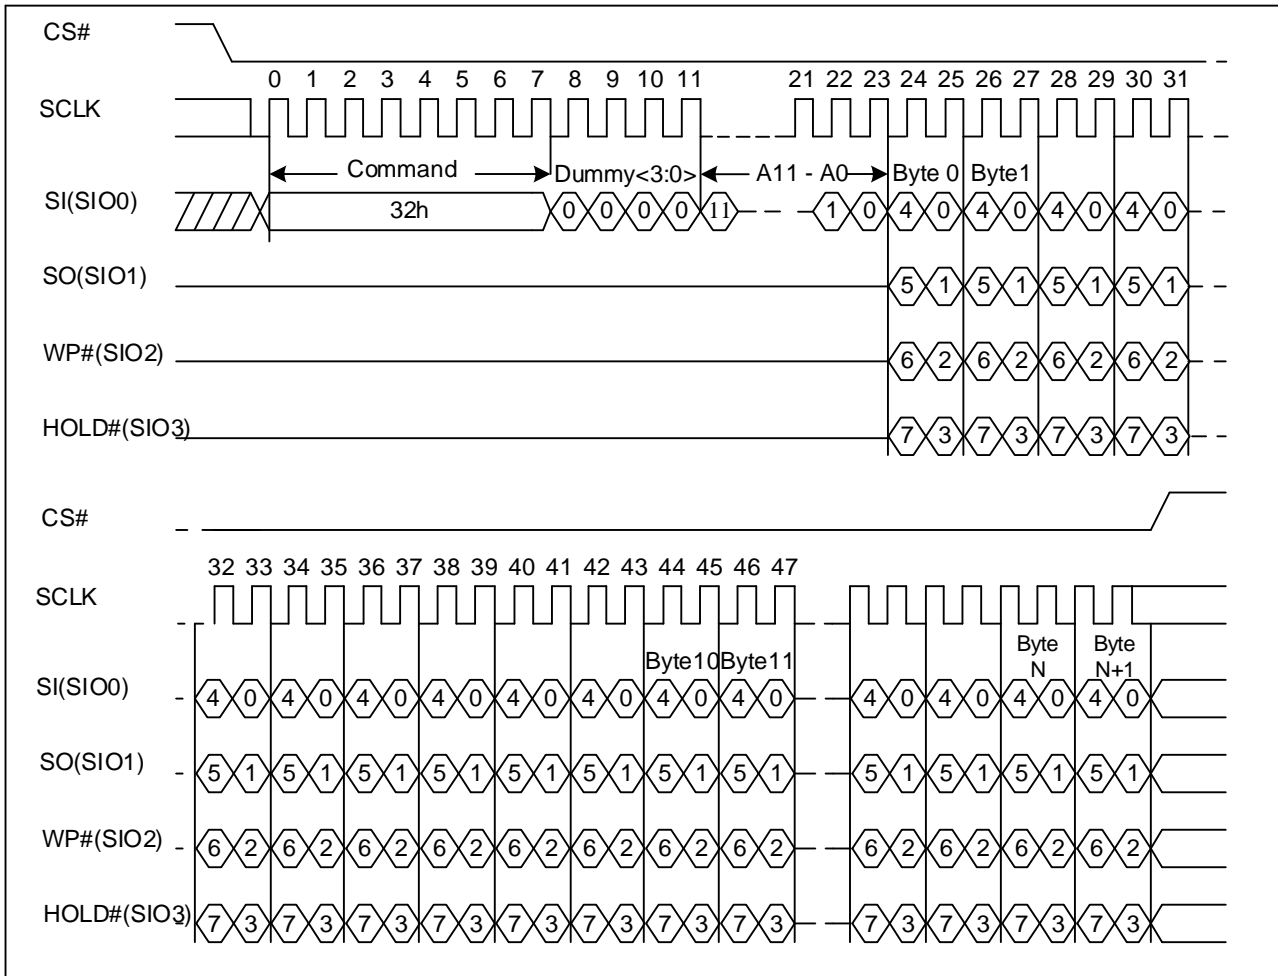 CS#
0 1 2 3 4 5 6 7 8 9 10 11 21 22 23 24 25 26 27 28 29 30 31
SCLK
Command Dummy<3:0> A11 - A0 Byte 0 Byte1
SI(SIO0) 32h 0 0 0 0 11 1 0 4 0 4 0 4 0 4 0
SO(SIO1) 5 1 5 1 5 1 5 1
WP#(SIO2) 6 2 6 2 6 2 6 2
HOLD#(SIO3) 7 3 7 3 7 3 7 3
CS#
32 33 34 35 36 37 38 39 40 41 42 43 44 45 46 47
SCLK
Byte10 Byte11 Byte N Byte N+1
SI(SIO0) 4 0 4 0 4 0 4 0 4 0 4 0 4 0 4 0 4 0 4 0 4 0 4 0
SO(SIO1) 5 1 5 1 5 1 5 1 5 1 5 1 5 1 5 1 5 1 5 1 5 1 5 1
WP#(SIO2) 6 2 6 2 6 2 6 2 6 2 6 2 6 2 6 2 6 2 6 2 6 2 6 2
HOLD#(SIO3) 7 3 7 3 7 3 7 3 7 3 7 3 7 3 7 3 7 3 7 3 7 3 7 3